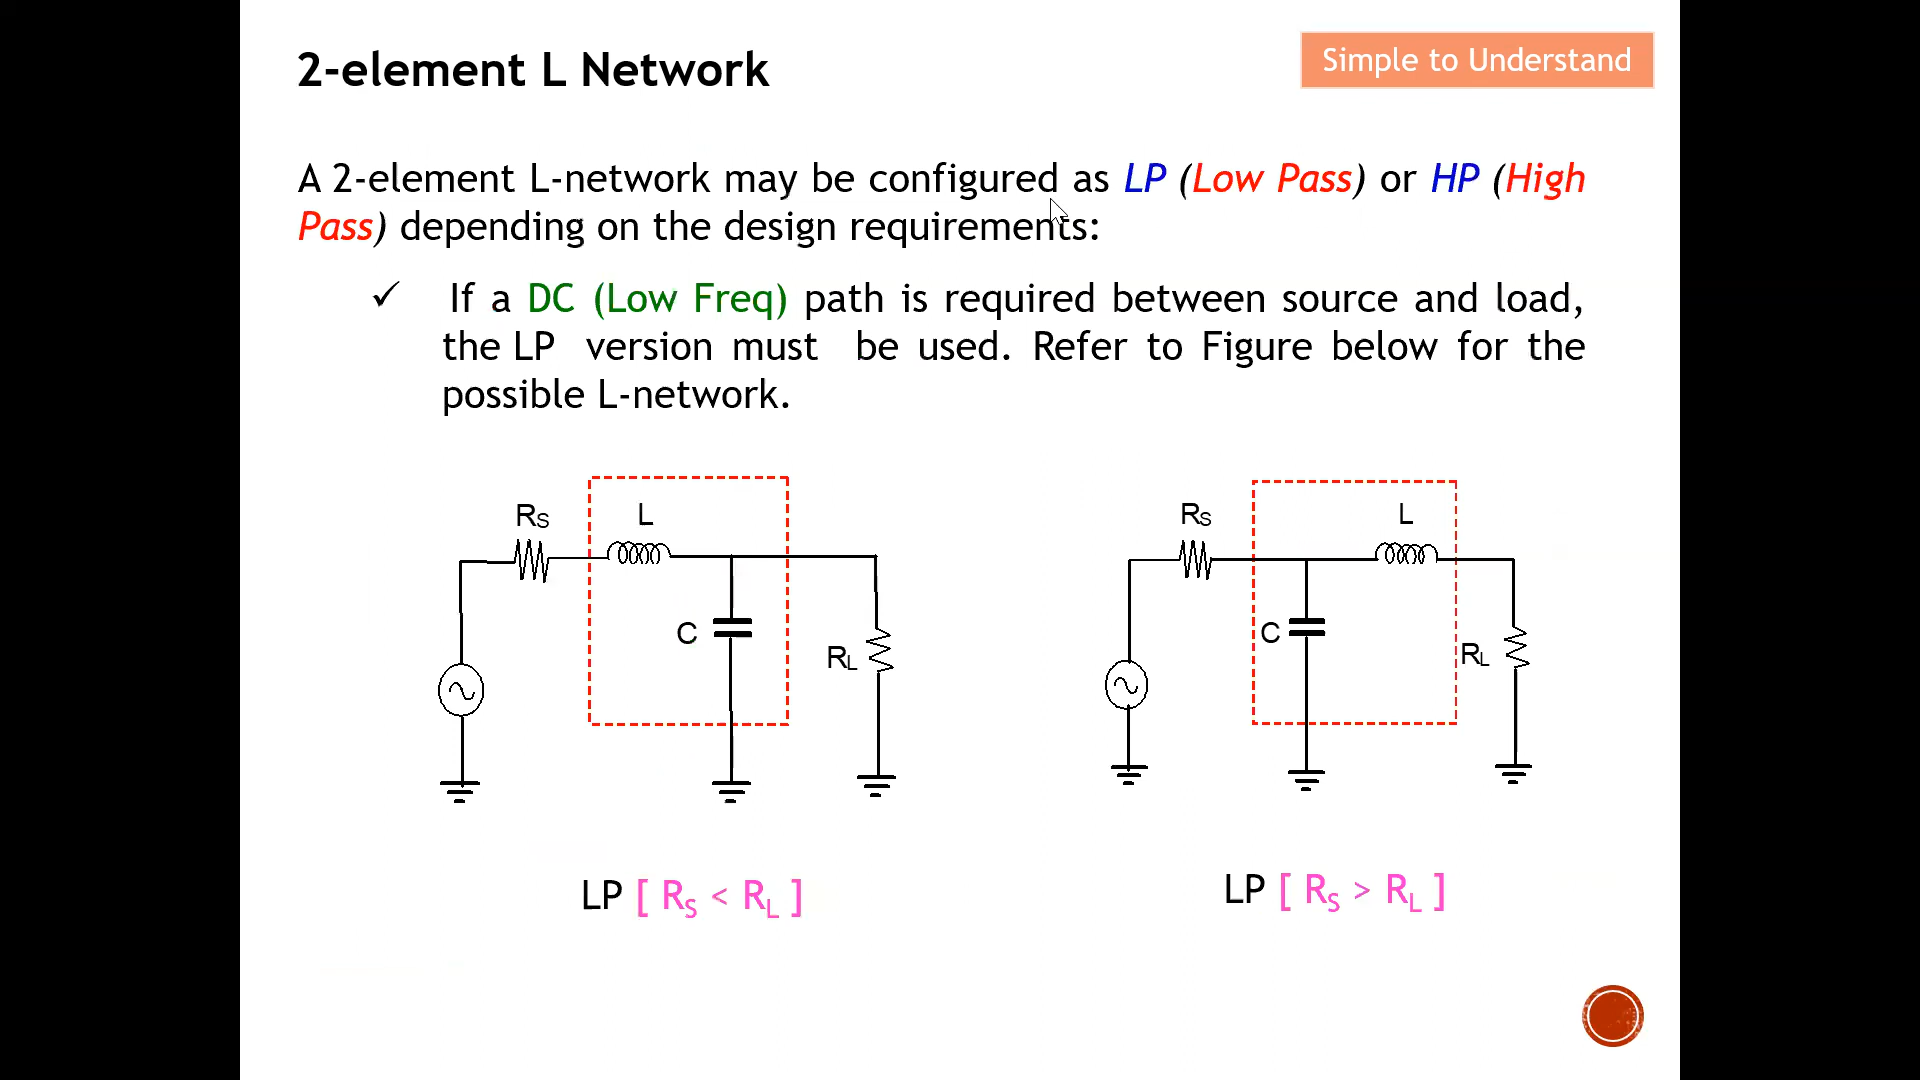 2-element L Network
Simple to Understand
A 2-element L-network may be configured as LP (Low Pass) or HP (High
Pass) depending on the design requirements:
✓ If a DC (Low Freq) path is required between source and load,
the LP version must be used. Refer to Figure below for the
possible L-network.
RS L
C
RL
RS L
C
RL
LP [ RS < RL ]
LP [ RS > RL ]